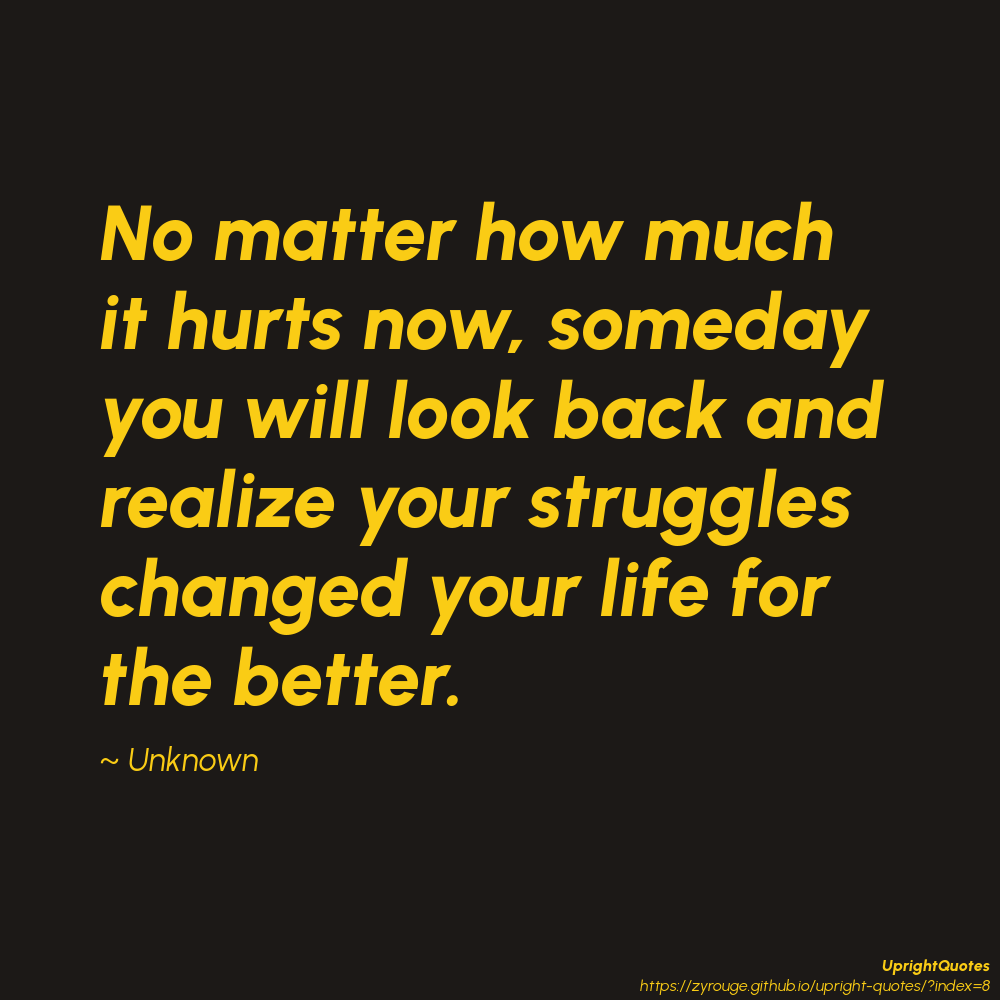 No matter how much
it hurts now, someday
you will look back and
realize your struggles
changed your life for
the better.
~ Unknown
UprightQuotes
https://zyrouge.github.io/upright-quotes/?index=8